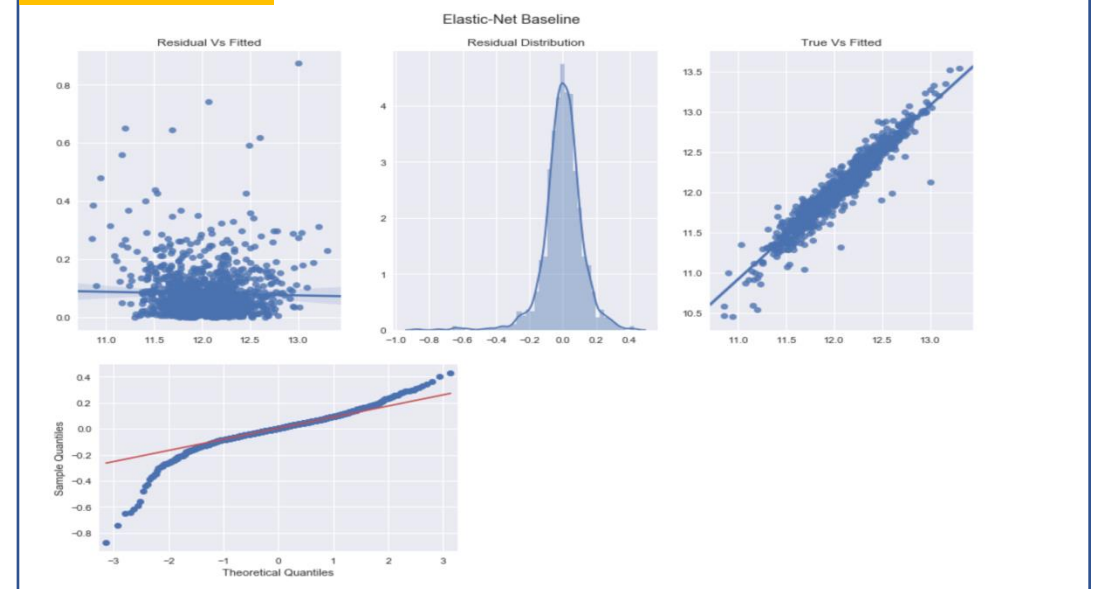 Elastic-Net Baseline
Residual Vs Fitted
0.8
0.6
0.4
0.2
0.0
11.0 11.5 12.0 12.5 13.0
Residual Distribution
4
3
2
1
0
−1.0 −0.8 −0.6 −0.4 −0.2 0.0 0.2 0.4
True Vs Fitted
13.5
13.0
12.5
12.0
11.5
11.0
10.5
11.0 11.5 12.0 12.5 13.0
Sample Quantiles
0.4
0.2
0.0
−0.2
−0.4
−0.6
−0.8
−3 −2 −1 0 1 2 3
Theoretical Quantiles